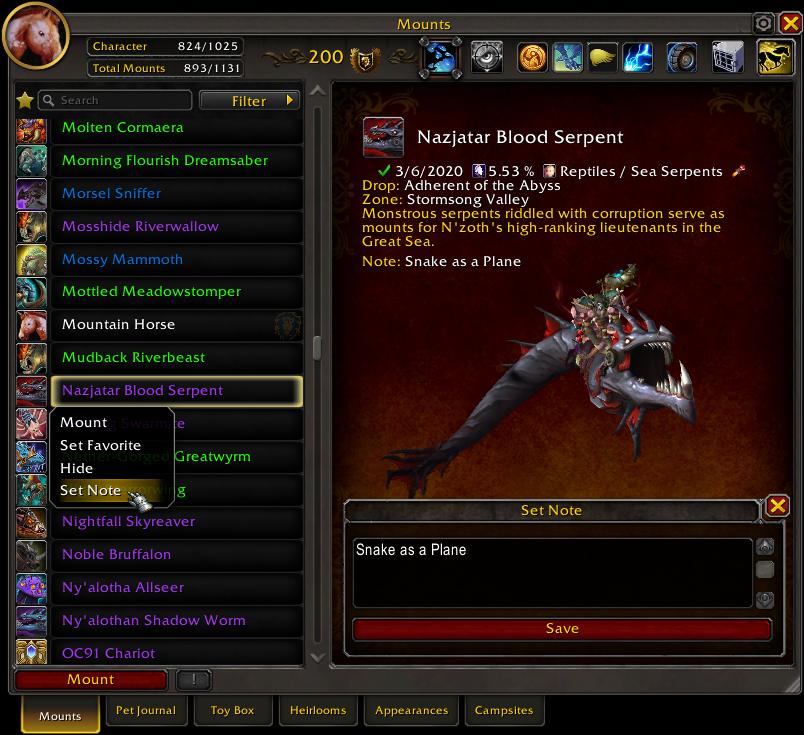 Mounts
Character 824/1025
Total Mounts 893/1131
200
Search
Filter
Molten Cormaera
Morning Flourish Dreamsaber
Morsel Sniffer
Mosshide Riverwallow
Mossy Mammoth
Mottled Meadowstomper
Mountain Horse
Mudback Riverbeast
Nazjatar Blood Serpent
Mount
Set Favorite
Greatwyrm
Hide
Set Note
Nightfall Skyreaver
Noble Bruffalon
Ny'alotha Allseer
Ny'alothan Shadow Worm
OC91 Chariot
Mount
!
Nazjatar Blood Serpent
3/6/2020 5.53 % Reptiles / Sea Serpents
Drop: Adherent of the Abyss
Zone: Stormsong Valley
Monstrous serpents riddled with corruption serve as
mounts for N'zoth's high-ranking lieutenants in the
Great Sea.
Note: Snake as a Plane
Set Note
Snake as a Plane
Save
Mounts
Pet Journal
Toy Box
Heirlooms
Appearances
Campsites